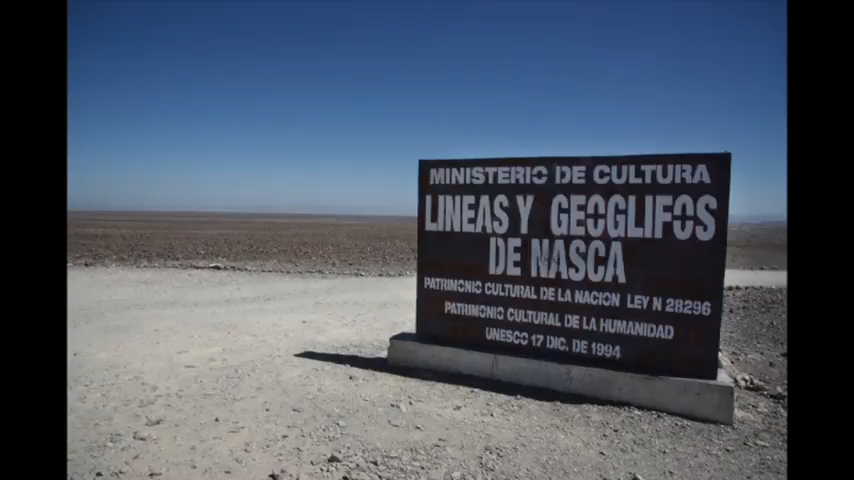 MINISTERIO DE CULTURA
LINEAS Y GEOGLIFOS
DE NASCA
PATRIMONIO CULTURAL DE LA NACION LEY N 28296
PATRIMONIO CULTURAL DE LA HUMANIDAD
UNESCO 17 DIC. DE 1994